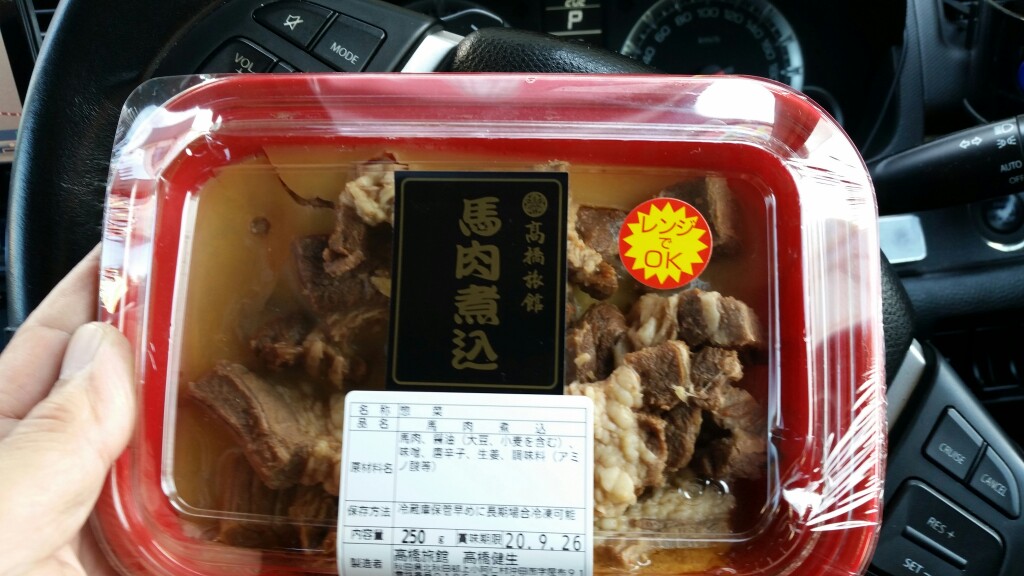 P
MODE
VOL
+
髙橋旅館
馬肉煮込
レンジ
で
OK
名 称 惣 菜
品 名 馬 肉 煮 込
原材料名 馬肉、醤油（大豆、小麦を含む）、
味噌、唐辛子、生姜、調味料（アミ
ノ酸等）
保存方法 冷蔵庫保管早めに長期場合冷凍可能
内容量 250 g 賞味期限 20.9.26
製造者 高橋旅館 高橋健生
AUTO
CRUISE
CANCEL
RES +
SET